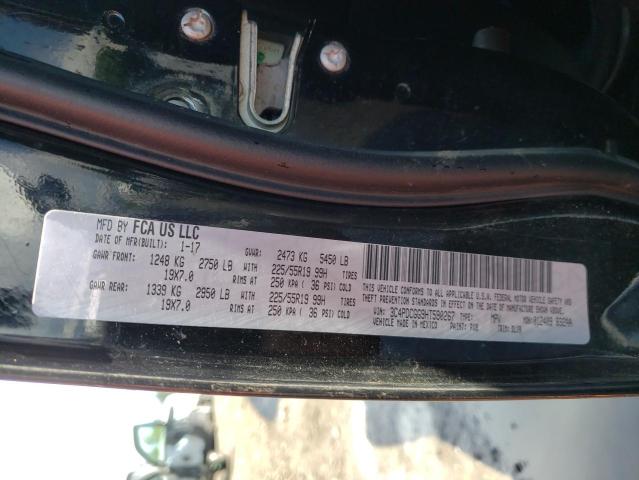 MFD BY FCA US LLC
DATE OF MFR(BUILT): 1-17 GVWR: 2473 KG 5450 LB
GAWR FRONT: 1248 KG 2750 LB WITH 225/55R19 99H TIRES
19X7.0 RIMS AT 250 KPA ( 36 PSI) COLD
GAWR REAR: 1339 KG 2950 LB WITH 225/55R19 99H TIRES
19X7.0 RIMS AT 250 KPA ( 36 PSI) COLD
THIS VEHICLE CONFORMS TO ALL APPLICABLE U.S.A. FEDERAL MOTOR VEHICLE SAFETY, BUMPER, AND
THEFT PREVENTION STANDARDS IN EFFECT ON THE DATE OF MANUFACTURE SHOWN ABOVE.
VIN: 3C4PDCGG9HT590267 TYPE: MPV
VEHICLE MADE IN MEXICO PAINT: TRIM: